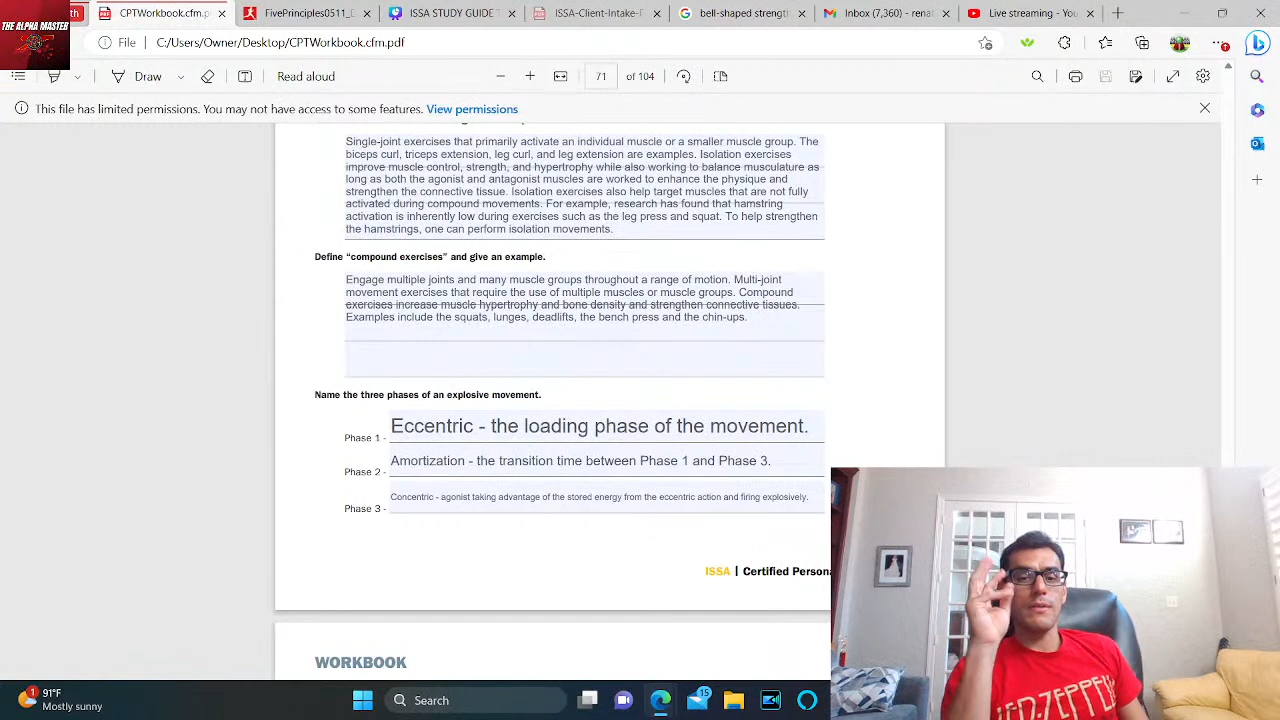 THE ALPHA MASTER
CPTWorkbook.cfm.pdf
FivePrinciples0511_
ISSA STUDY GUIDE
ISSA-Client-Intake-F
bell-shaped
Inbox (7,360) - rena
Live streaming - You
File
C:/Users/Owner/Desktop/CPTWorkbook.cfm.pdf
Draw
Read aloud
71 of 104
This file has limited permissions. You may not have access to some features. View permissions
Single-joint exercises that primarily activate an individual muscle or a smaller muscle group. The
biceps curl, triceps extension, leg curl, and leg extension are examples. Isolation exercises
improve muscle control, strength, and hypertrophy while also working to balance musculature as
long as both the agonist and antagonist muscles are worked to enhance the physique and
strengthen the connective tissue. Isolation exercises also help target muscles that are not fully
activated during compound movements. For example, research has found that hamstring
activation is inherently low during exercises such as the leg press and squat. To help strengthen
the hamstrings, one can perform isolation movements.
Define “compound exercises” and give an example.
Engage multiple joints and many muscle groups throughout a range of motion. Multi-joint
movement exercises that require the use of multiple muscles or muscle groups. Compound
exercises increase muscle hypertrophy and bone density and strengthen connective tissues.
Examples include the squats, lunges, deadlifts, the bench press and the chin-ups.
Name the three phases of an explosive movement.
Phase 1 - Eccentric - the loading phase of the movement.
Phase 2 - Amortization - the transition time between Phase 1 and Phase 3.
Phase 3 - Concentric - agonist taking advantage of the stored energy from the eccentric action and firing explosively.
ISSA | Certified Persona
WORKBOOK
LED-ZEPPELI
1
91°F
Mostly sunny
Search
15